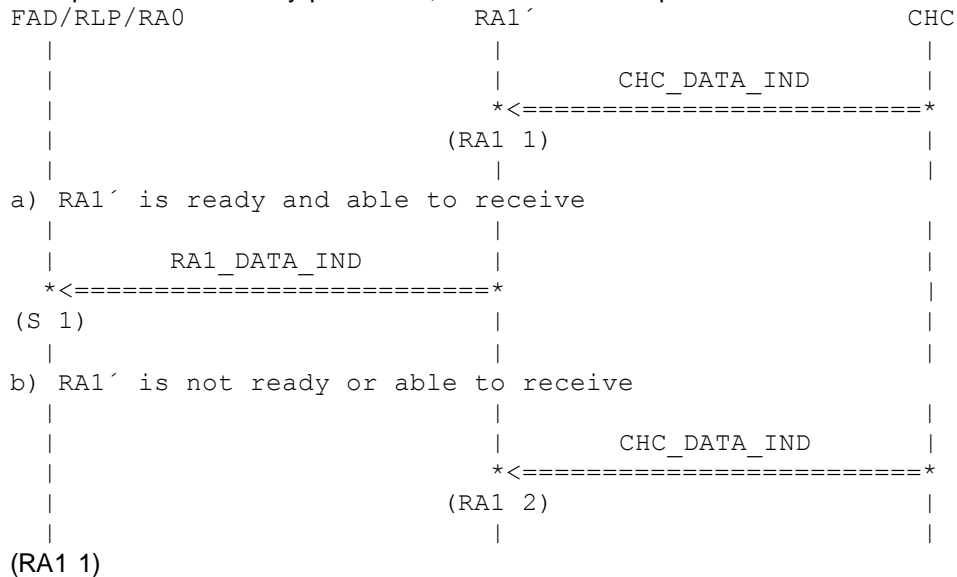 FAD/RLP/RA0 RA1´ CHC
| | |
| | CHC_DATA_IND |
| *<=========================*
| (RA1 1) |
| | |
a) RA1´ is ready and able to receive
| | |
| RA1_DATA_IND | |
*<==========================* |
(S 1) | |
| | |
b) RA1´ is not ready or able to receive
| | |
| | CHC_DATA_IND |
| *<=========================*
| (RA1 2) |
| | |
(RA1 1)